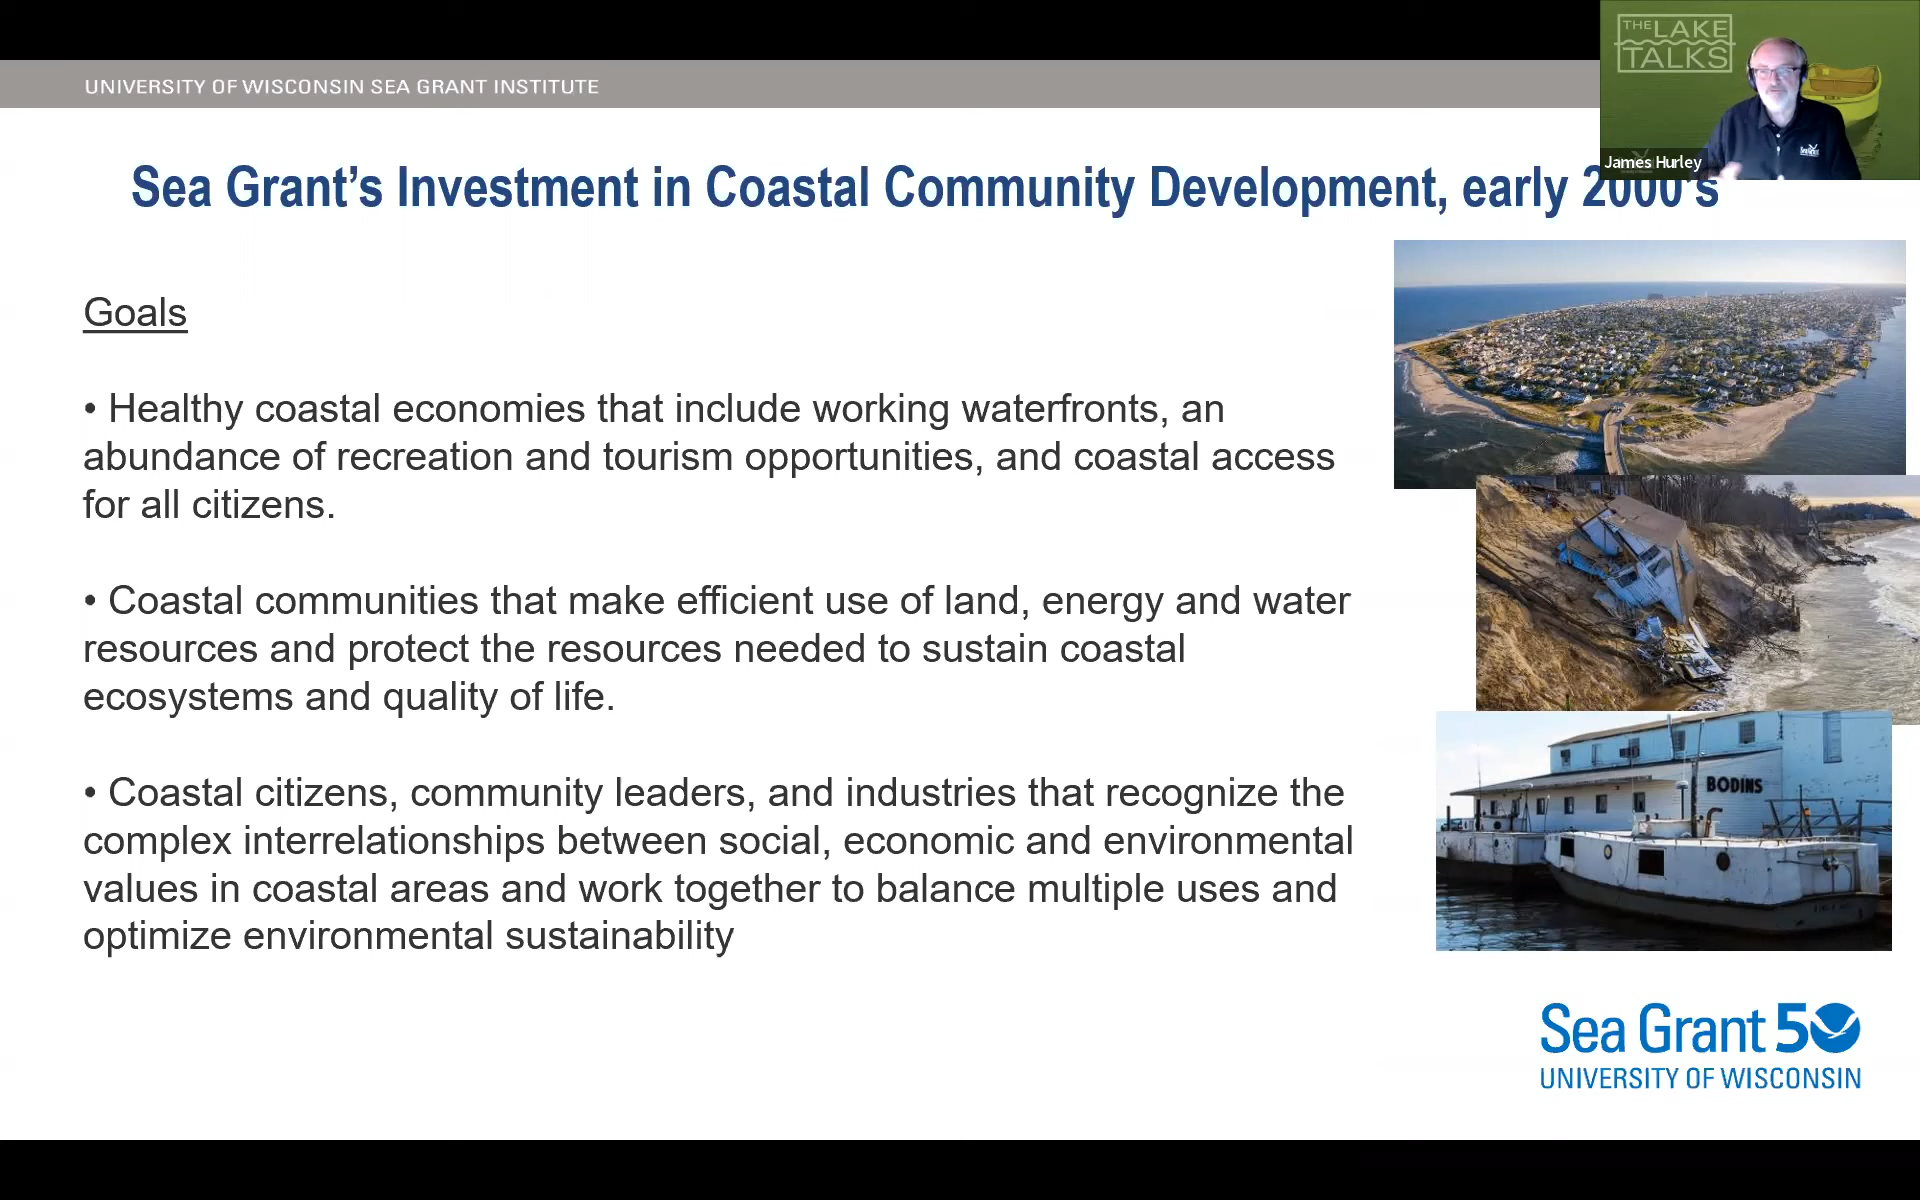 THE LAKE
TALKS
UNIVERSITY OF WISCONSIN SEA GRANT INSTITUTE
James Hurley
Sea Grant’s Investment in Coastal Community Development, early 2000’s
Goals
• Healthy coastal economies that include working waterfronts, an
abundance of recreation and tourism opportunities, and coastal access
for all citizens.
• Coastal communities that make efficient use of land, energy and water
resources and protect the resources needed to sustain coastal
ecosystems and quality of life.
• Coastal citizens, community leaders, and industries that recognize the
complex interrelationships between social, economic and environmental
values in coastal areas and work together to balance multiple uses and
optimize environmental sustainability
BODINS
Sea Grant 50
UNIVERSITY OF WISCONSIN